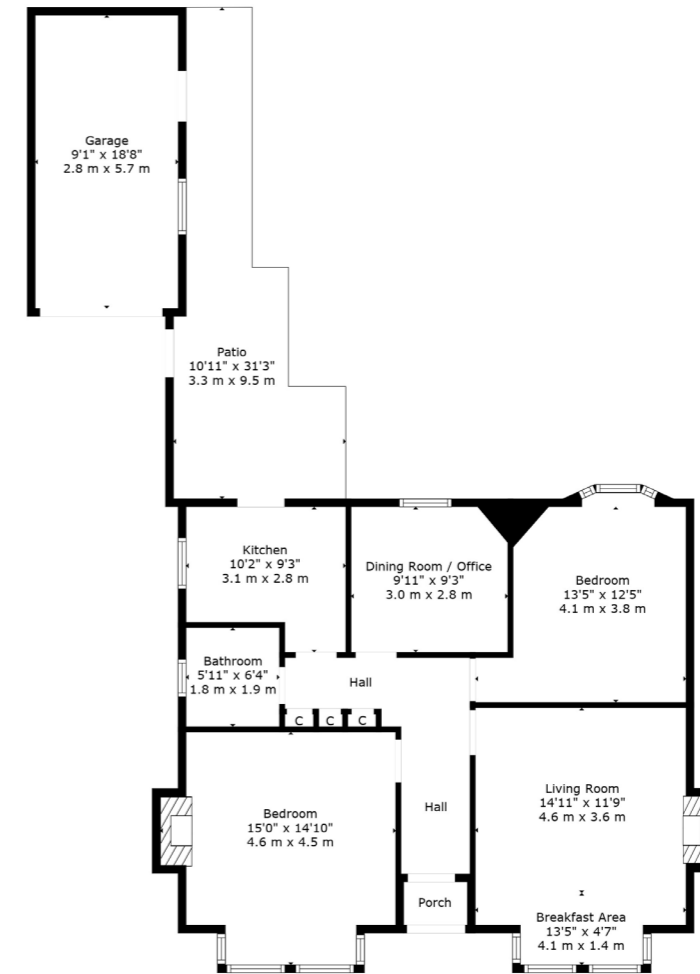 Garage
9'1" x 18'8"
2.8 m x 5.7 m
Patio
10'11" x 31'3"
3.3 m x 9.5 m
Kitchen
10'2" x 9'3"
3.1 m x 2.8 m
Dining Room / Office
9'11" x 9'3"
3.0 m x 2.8 m
Bedroom
13'5" x 12'5"
4.1 m x 3.8 m
Bathroom
5'11" x 6'4"
1.8 m x 1.9 m
Hall
C
C
C
Bedroom
15'0" x 14'10"
4.6 m x 4.5 m
Hall
Living Room
14'11" x 11'9"
4.6 m x 3.6 m
Porch
Breakfast Area
13'5" x 4'7"
4.1 m x 1.4 m